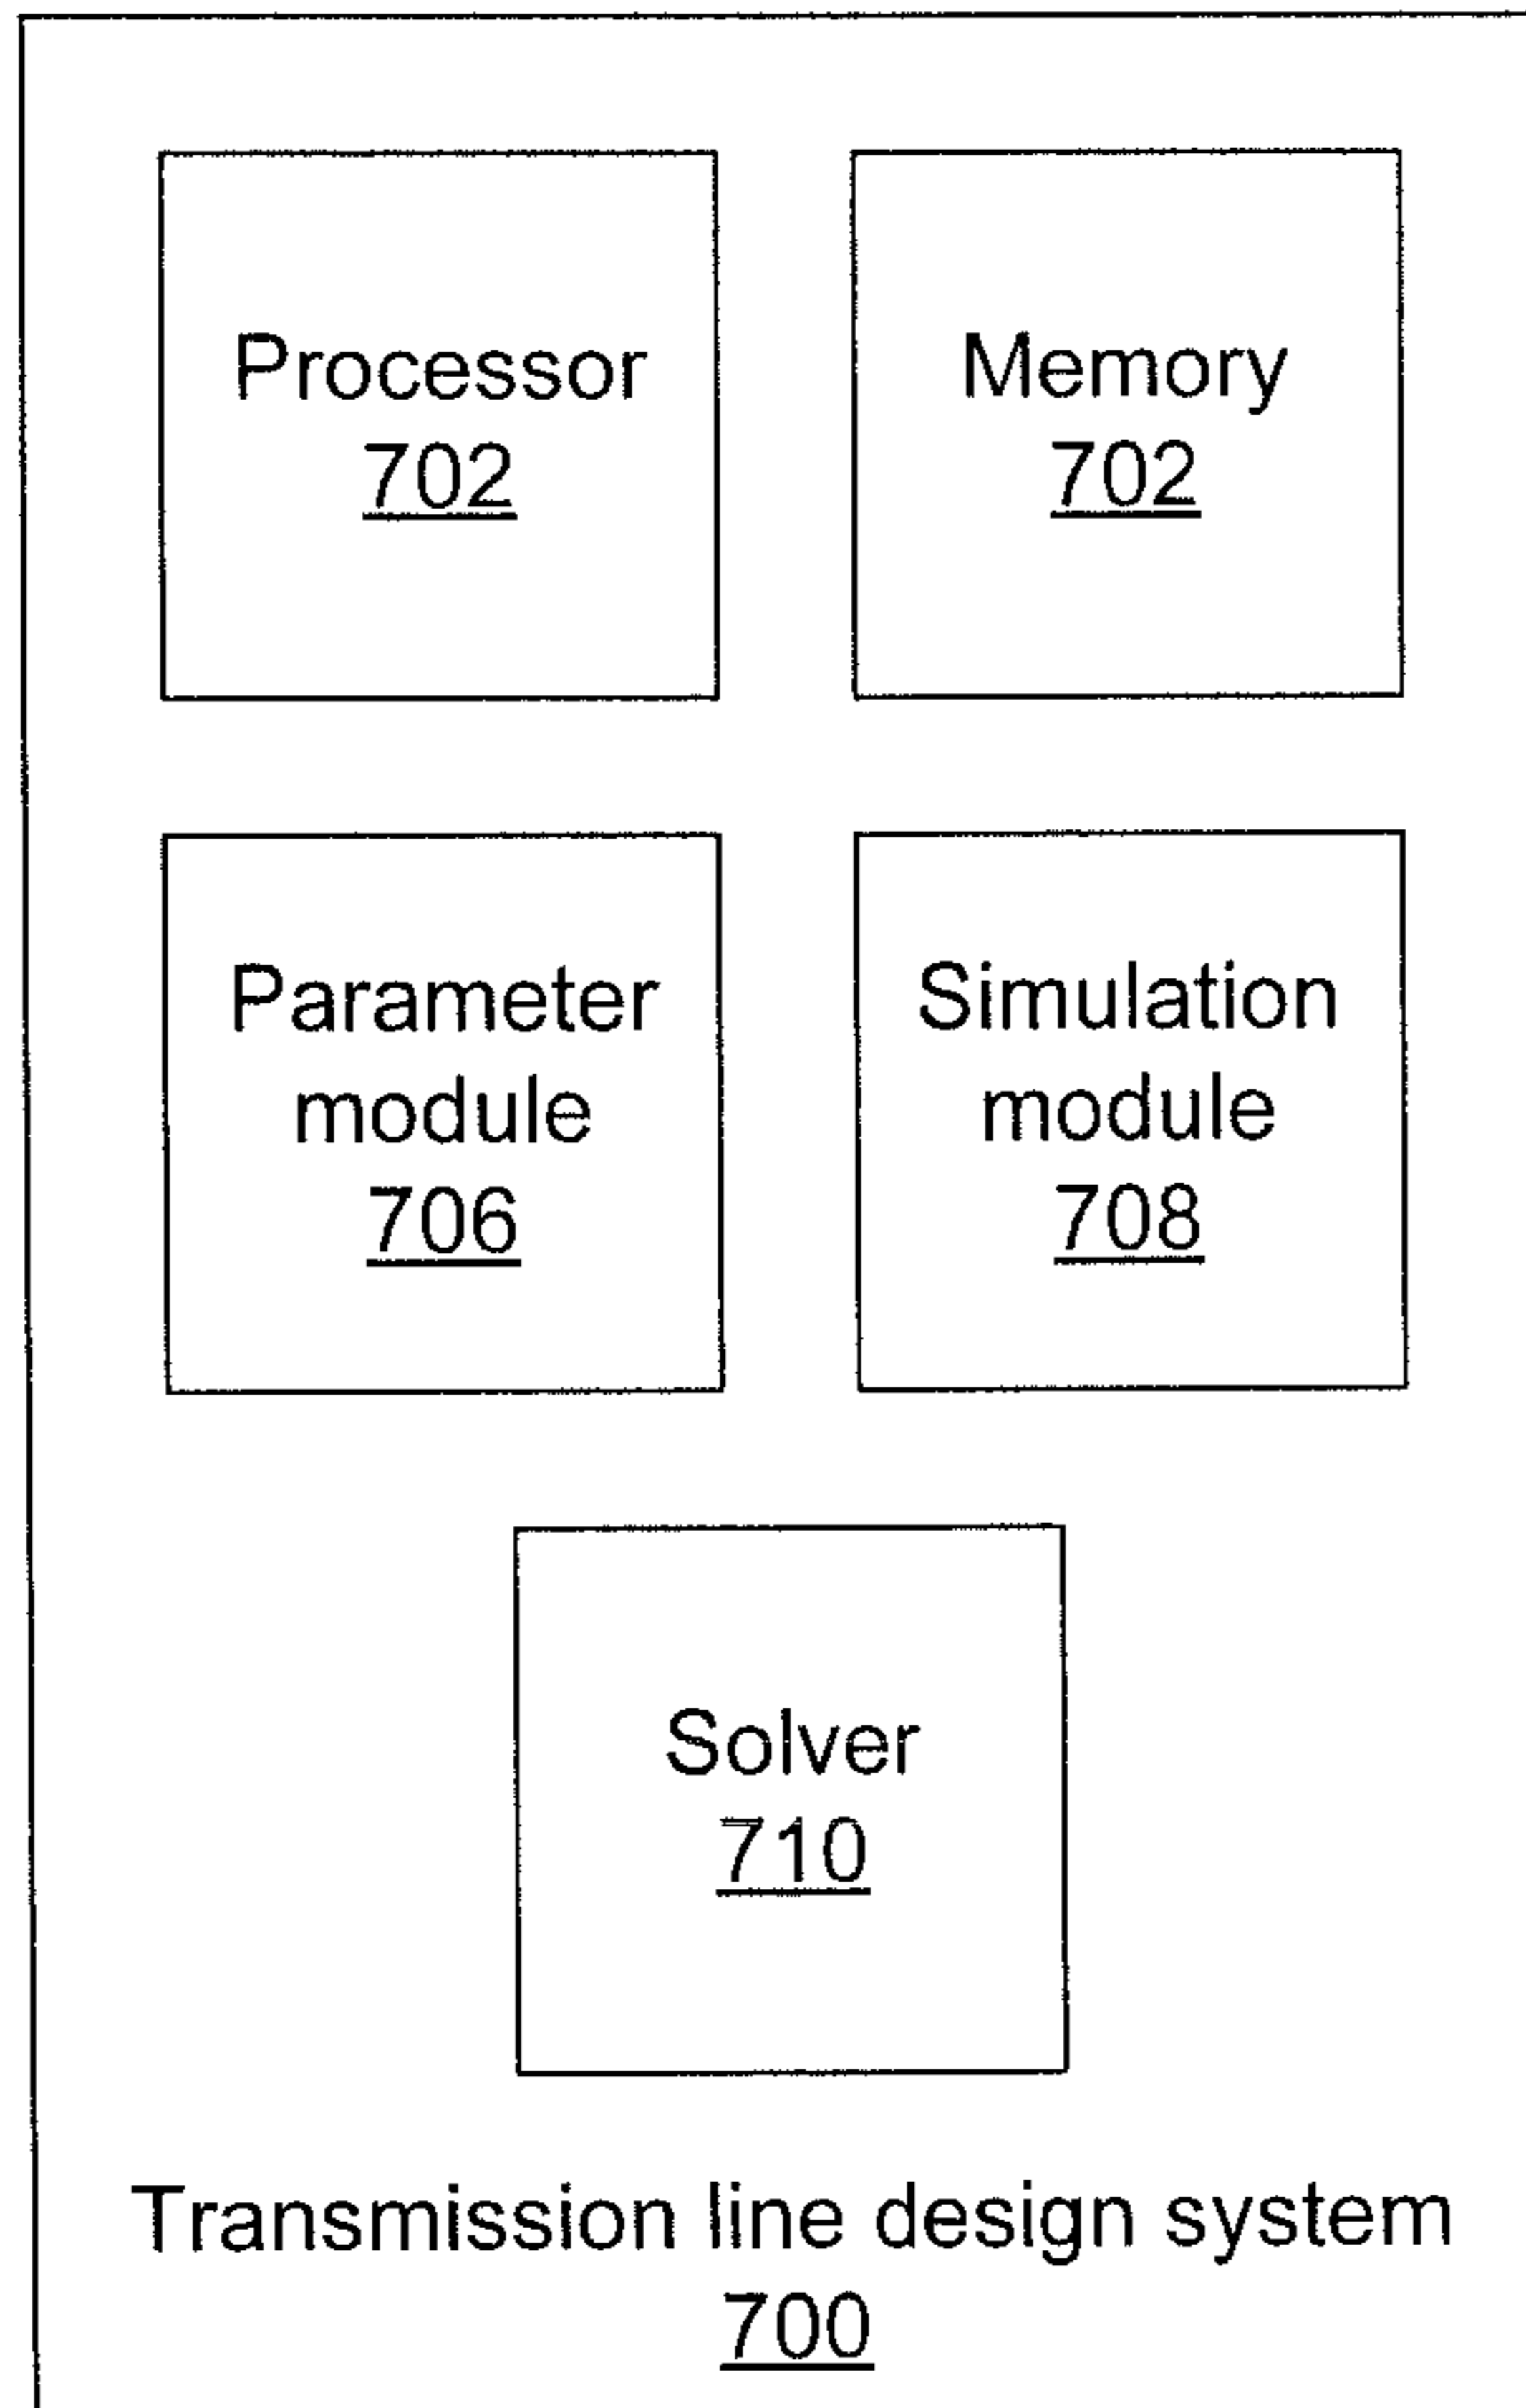 Processor
702
Memory
702
Parameter
module
706
Simulation
module
708
Solver
710
Transmission line design system
700